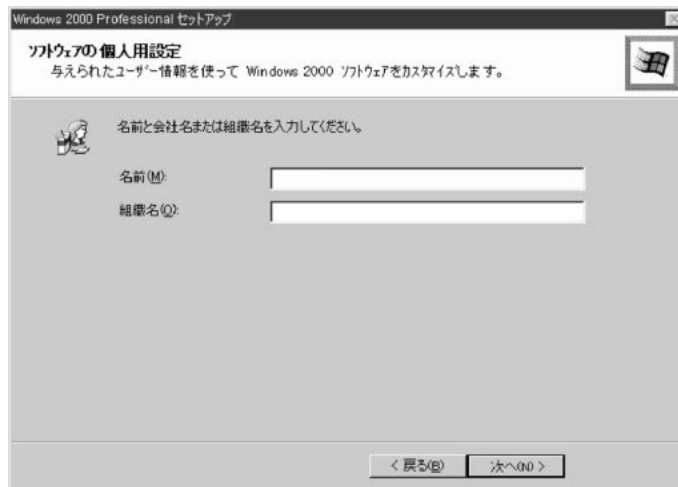 Windows 2000 Professional セットアップ
ソフトウェアの個人用設定
与えられたユーザー情報を使って Windows 2000 ソフトウェアをカスタマイズします。
名前と会社名または組織名を入力してください。
名前(M):
組織名(O):
< 戻る(B)
次へ(N) >